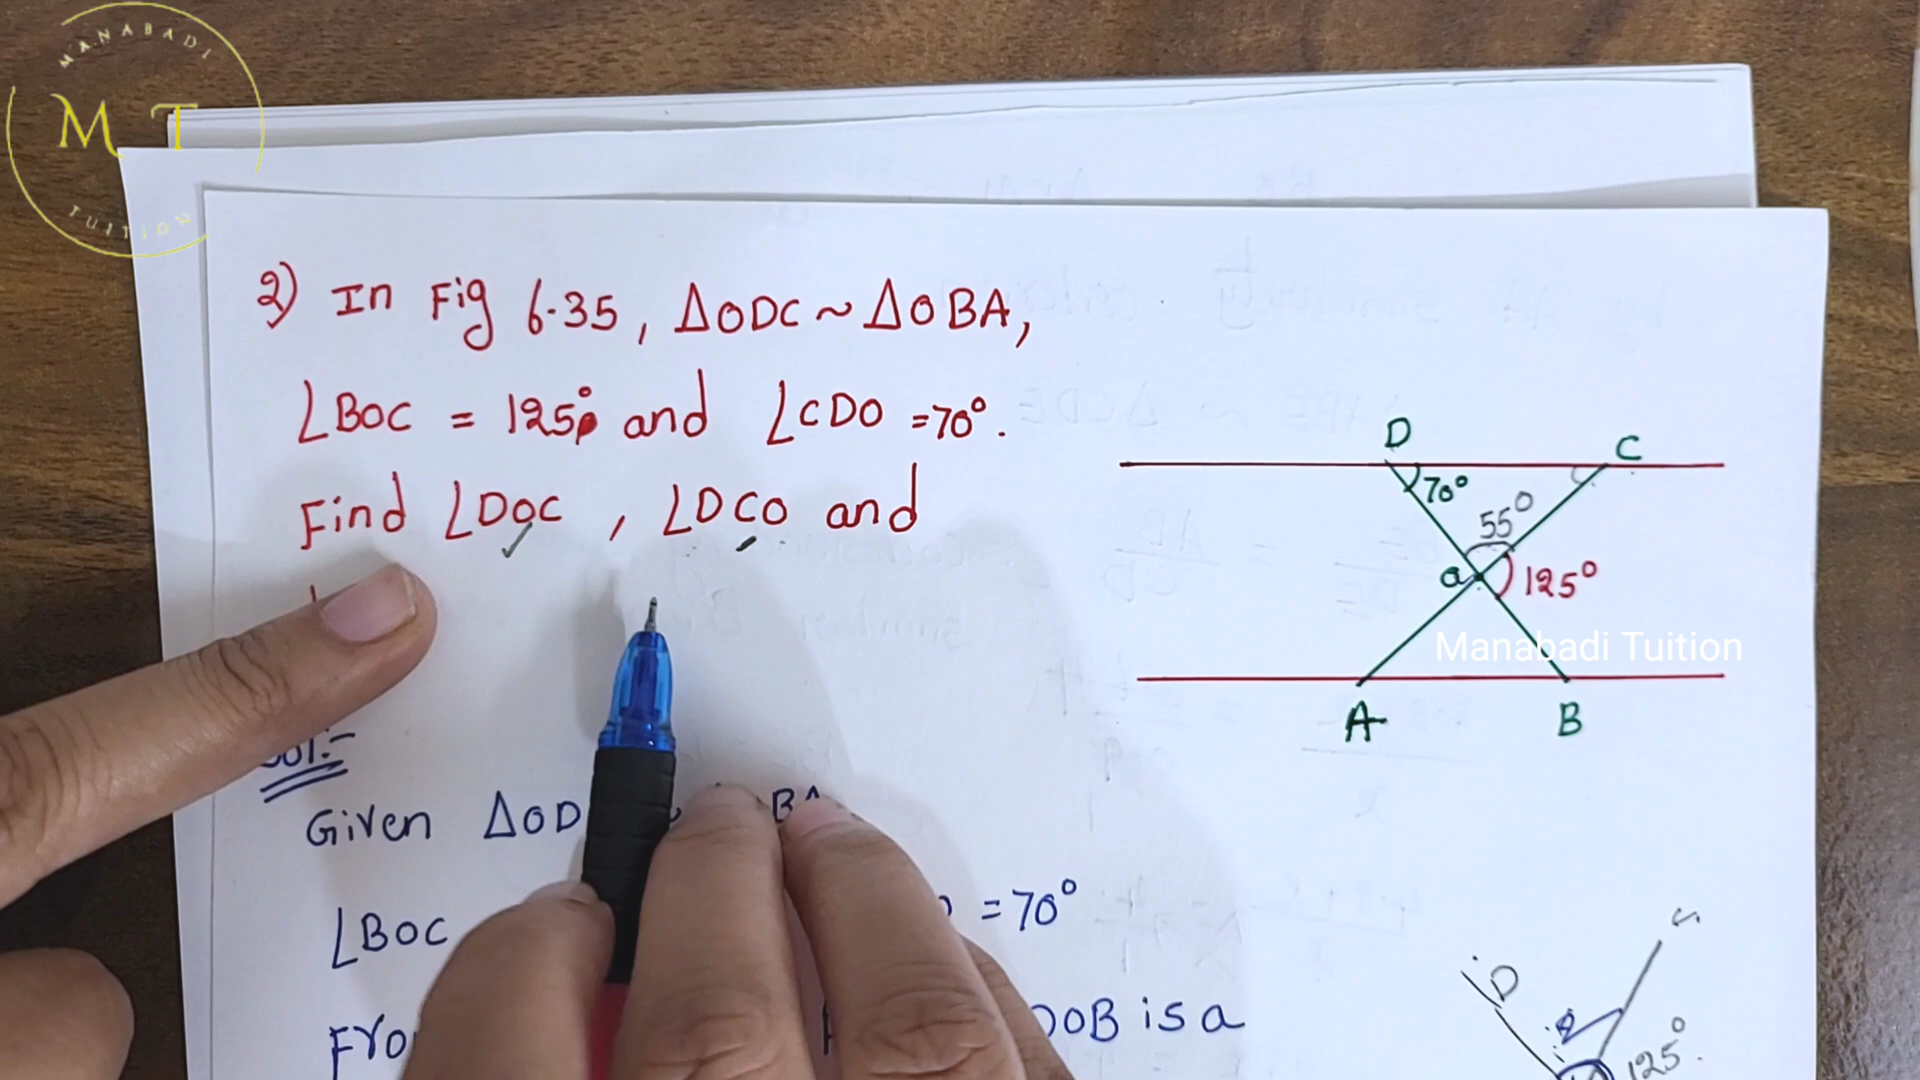 MANABADI
M T
TUITION
2) In Fig 6.35, ΔODC ~ ΔOBA,
∠BOC = 125° and ∠CDO = 70°.
Find ∠DOC, ∠DCO and
D
C
70°
55°
125°
Manabadi Tuition
A
B
Sol:-
Given ΔOD BA
∠BOC = 70°
OB is a
D
125°.